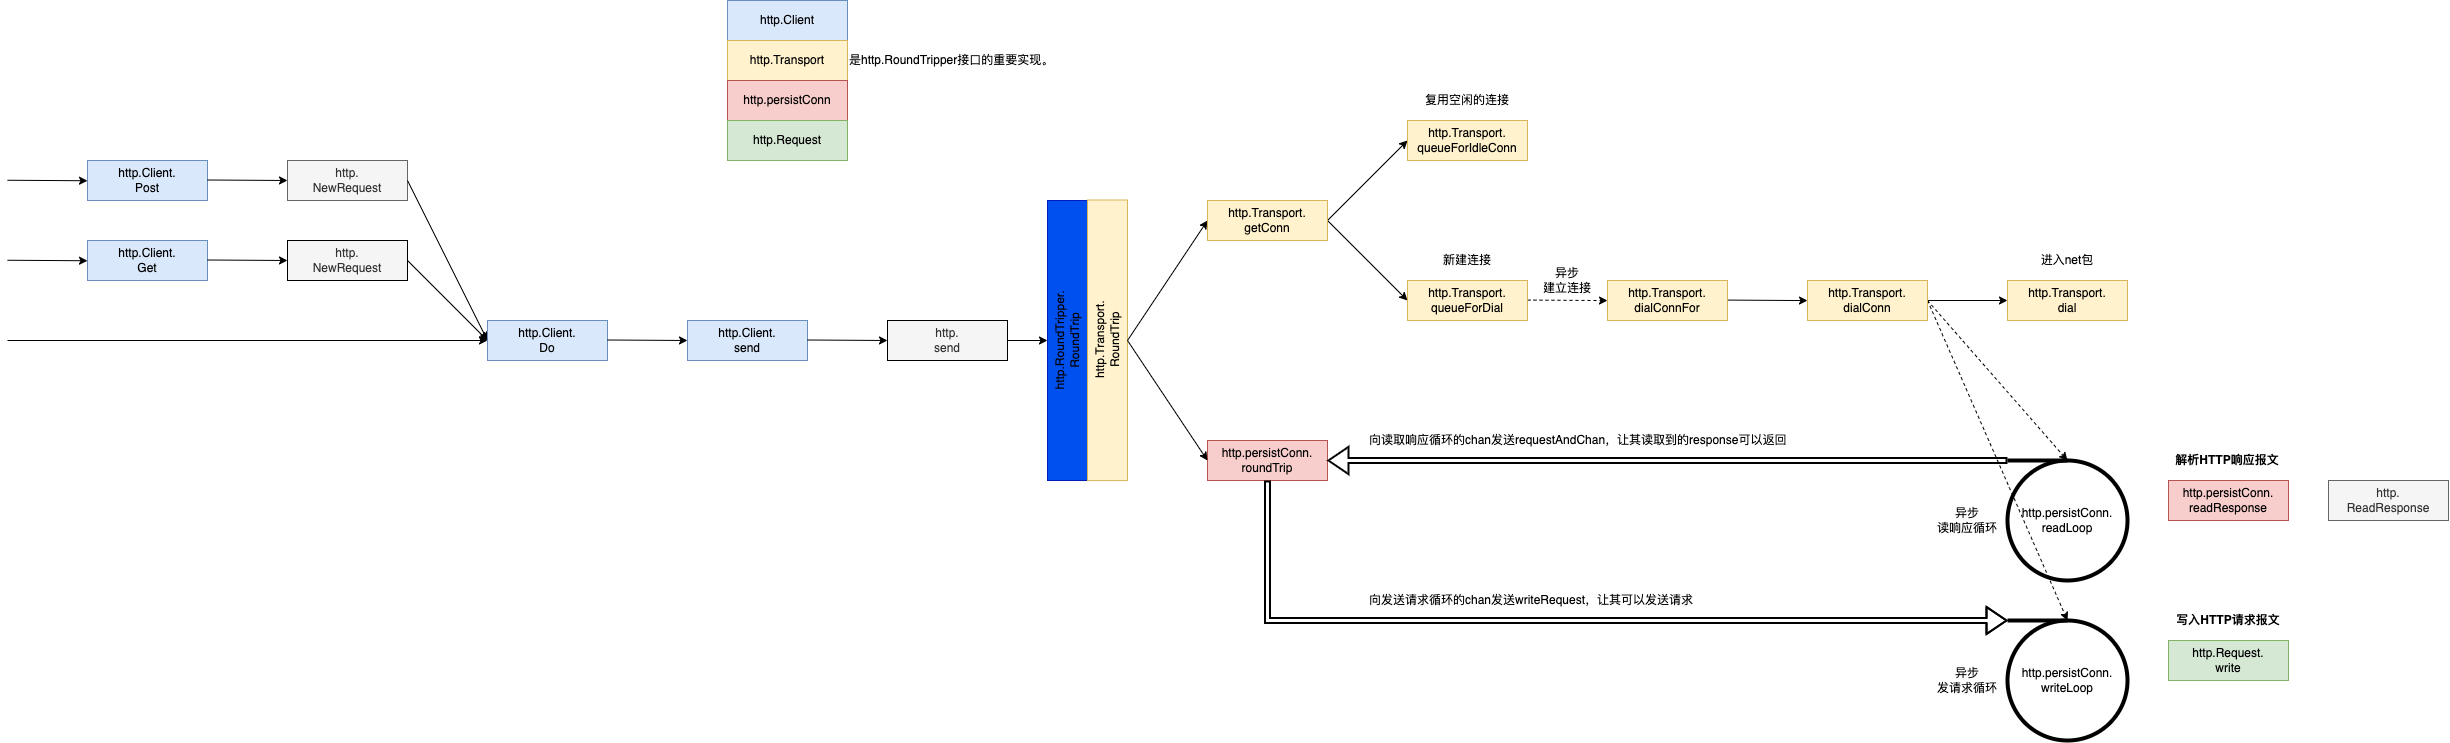 http.Client
http.Transport
是http.RoundTripper接口的重要实现。
http.persistConn
http.Request
http.Client.
Post
http.
NewRequest
http.Client.
Get
http.
NewRequest
http.Client.
Do
http.Client.
send
http.
send
http.RoundTripper.
RoundTrip
http.Transport.
RoundTrip
http.Transport.
getConn
复用空闲的连接
http.Transport.
queueForIdleConn
新建连接
http.Transport.
queueForDial
异步
建立连接
http.Transport.
dialConnFor
http.Transport.
dialConn
进入net包
http.Transport.
dial
http.persistConn.
roundTrip
向读取响应循环的chan发送requestAndChan，让其读取到的response可以返回
异步
读响应循环
http.persistConn.
readLoop
解析HTTP响应报文
http.persistConn.
readResponse
http.
ReadResponse
向发送请求循环的chan发送writeRequest，让其可以发送请求
异步
发请求循环
http.persistConn.
writeLoop
写入HTTP请求报文
http.Request.
write